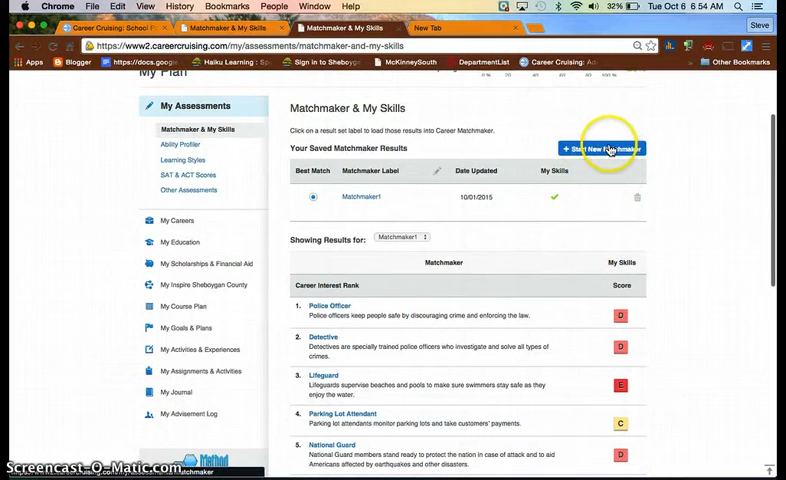 Chrome File Edit View History Bookmarks People Window Help 32% Tue Oct 6 6:54 AM
Career Cruising: School P Matchmaker & My Skills Matchmaker & My Skills New Tab Steve
https://www2.careercruising.com/my/assessments/matchmaker-and-my-skills
Apps Blogger https://docs.goog Haiku Learning : Sp Sign in to Sheboyg McKinneySouth DepartmentList Career Cruising: Ad Other Bookmarks
My Plan
0 % 20 40 60 80 100 %
My Assessments
Matchmaker & My Skills
Ability Profiler
Learning Styles
SAT & ACT Scores
Other Assessments
My Careers
My Education
My Scholarships & Financial Aid
My Inspire Sheboygan County
My Course Plan
My Goals & Plans
My Activities & Experiences
My Assignments & Activities
My Journal
My Advisement Log
Method
Matchmaker & My Skills
Click on a result set label to load those results into Career Matchmaker.
Your Saved Matchmaker Results
+ Start New Matchmaker
Best Match Matchmaker Label Date Updated My Skills
Matchmaker1 10/01/2015
Showing Results for: Matchmaker1
Matchmaker My Skills
Career Interest Rank Score
1. Police Officer
Police officers keep people safe by discouraging crime and enforcing the law. D
2. Detective
Detectives are specially trained police officers who investigate and solve all types of D
crimes.
3. Lifeguard
Lifeguards supervise beaches and pools to make sure swimmers stay safe as they E
enjoy the water.
4. Parking Lot Attendant
Parking lot attendants monitor parking lots and take customers' payments. C
5. National Guard
National Guard members stand ready to protect the nation in case of attack and to aid D
Americans affected by earthquakes and other disasters.
Screencast-O-Matic.com